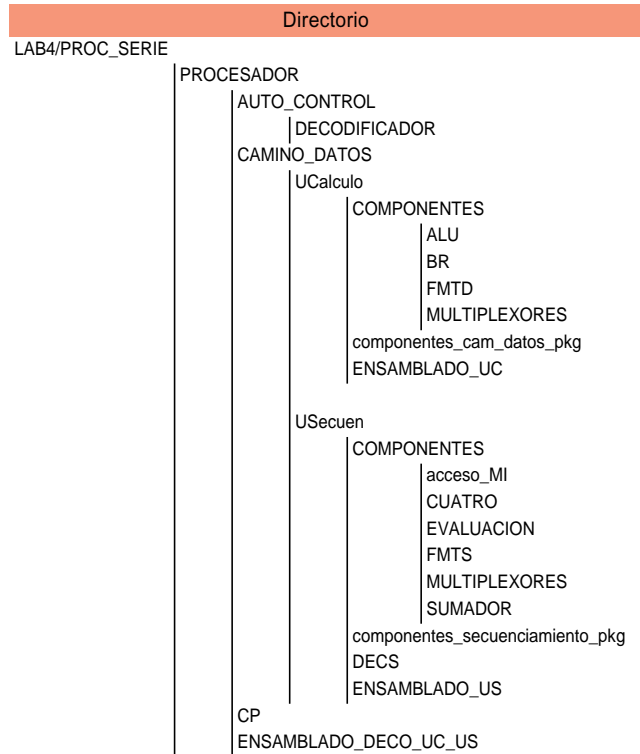 Directorio
LAB4/PROC_SERIE
PROCESADOR
AUTO_CONTROL
DECODIFICADOR
CAMINO_DATOS
UCalculo
COMPONENTES
ALU
BR
FMTD
MULTIPLEXORES
componentes_cam_datos_pkg
ENSAMBLADO_UC
USecuen
COMPONENTES
acceso_MI
CUATRO
EVALUACION
FMTS
MULTIPLEXORES
SUMADOR
componentes_secuenciamiento_pkg
DECS
ENSAMBLADO_US
CP
ENSAMBLADO_DECO_UC_US